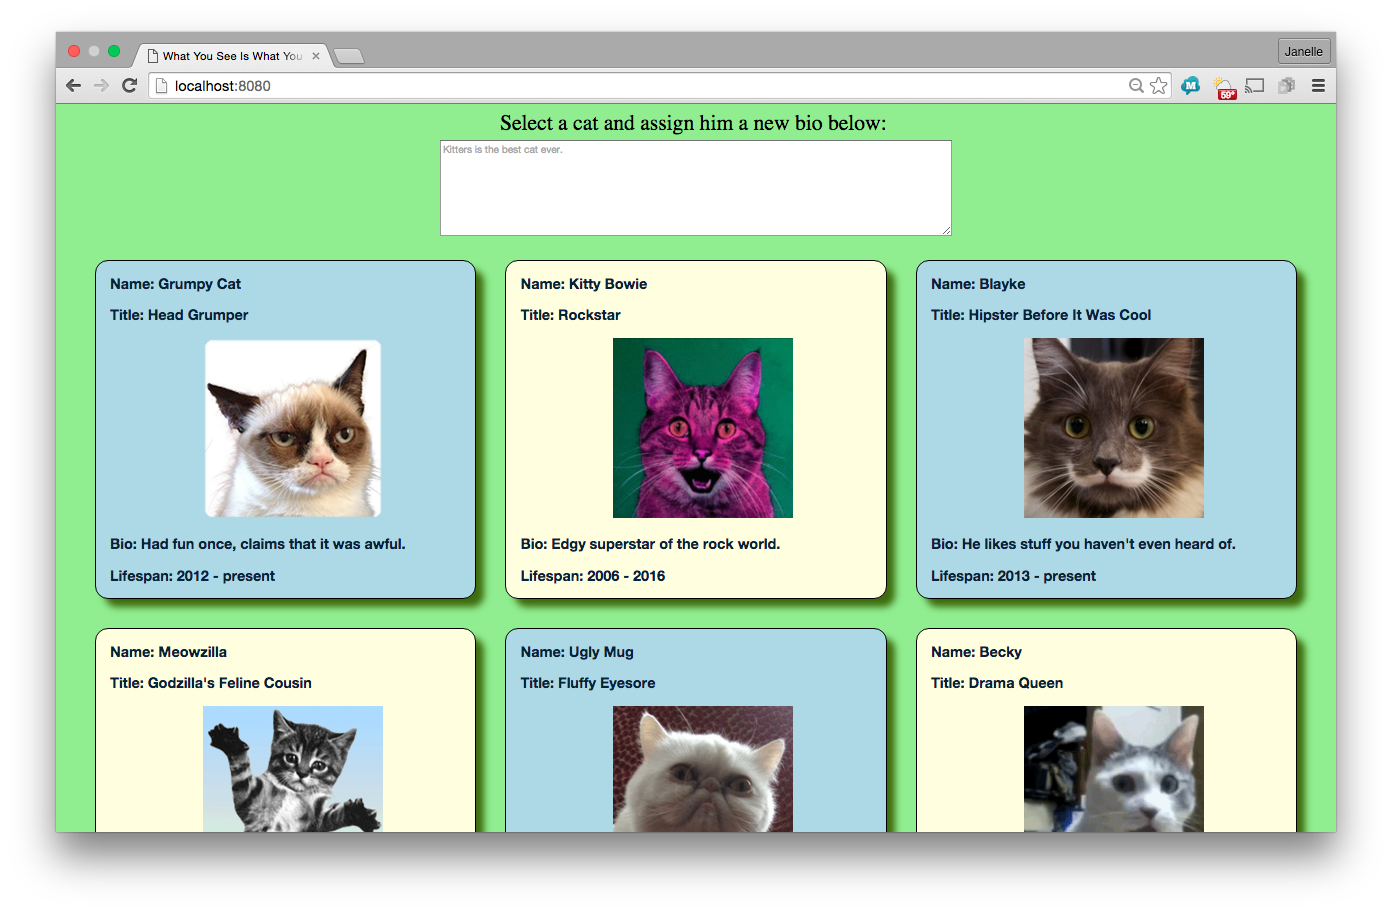 What You See Is What You
Janelle
localhost:8080
59°
Select a cat and assign him a new bio below:
Kitters is the best cat ever.
Name: Grumpy Cat
Title: Head Grumper
Bio: Had fun once, claims that it was awful.
Lifespan: 2012 - present
Name: Kitty Bowie
Title: Rockstar
Bio: Edgy superstar of the rock world.
Lifespan: 2006 - 2016
Name: Blayke
Title: Hipster Before It Was Cool
Bio: He likes stuff you haven't even heard of.
Lifespan: 2013 - present
Name: Meowzilla
Title: Godzilla's Feline Cousin
Name: Ugly Mug
Title: Fluffy Eyesore
Name: Becky
Title: Drama Queen